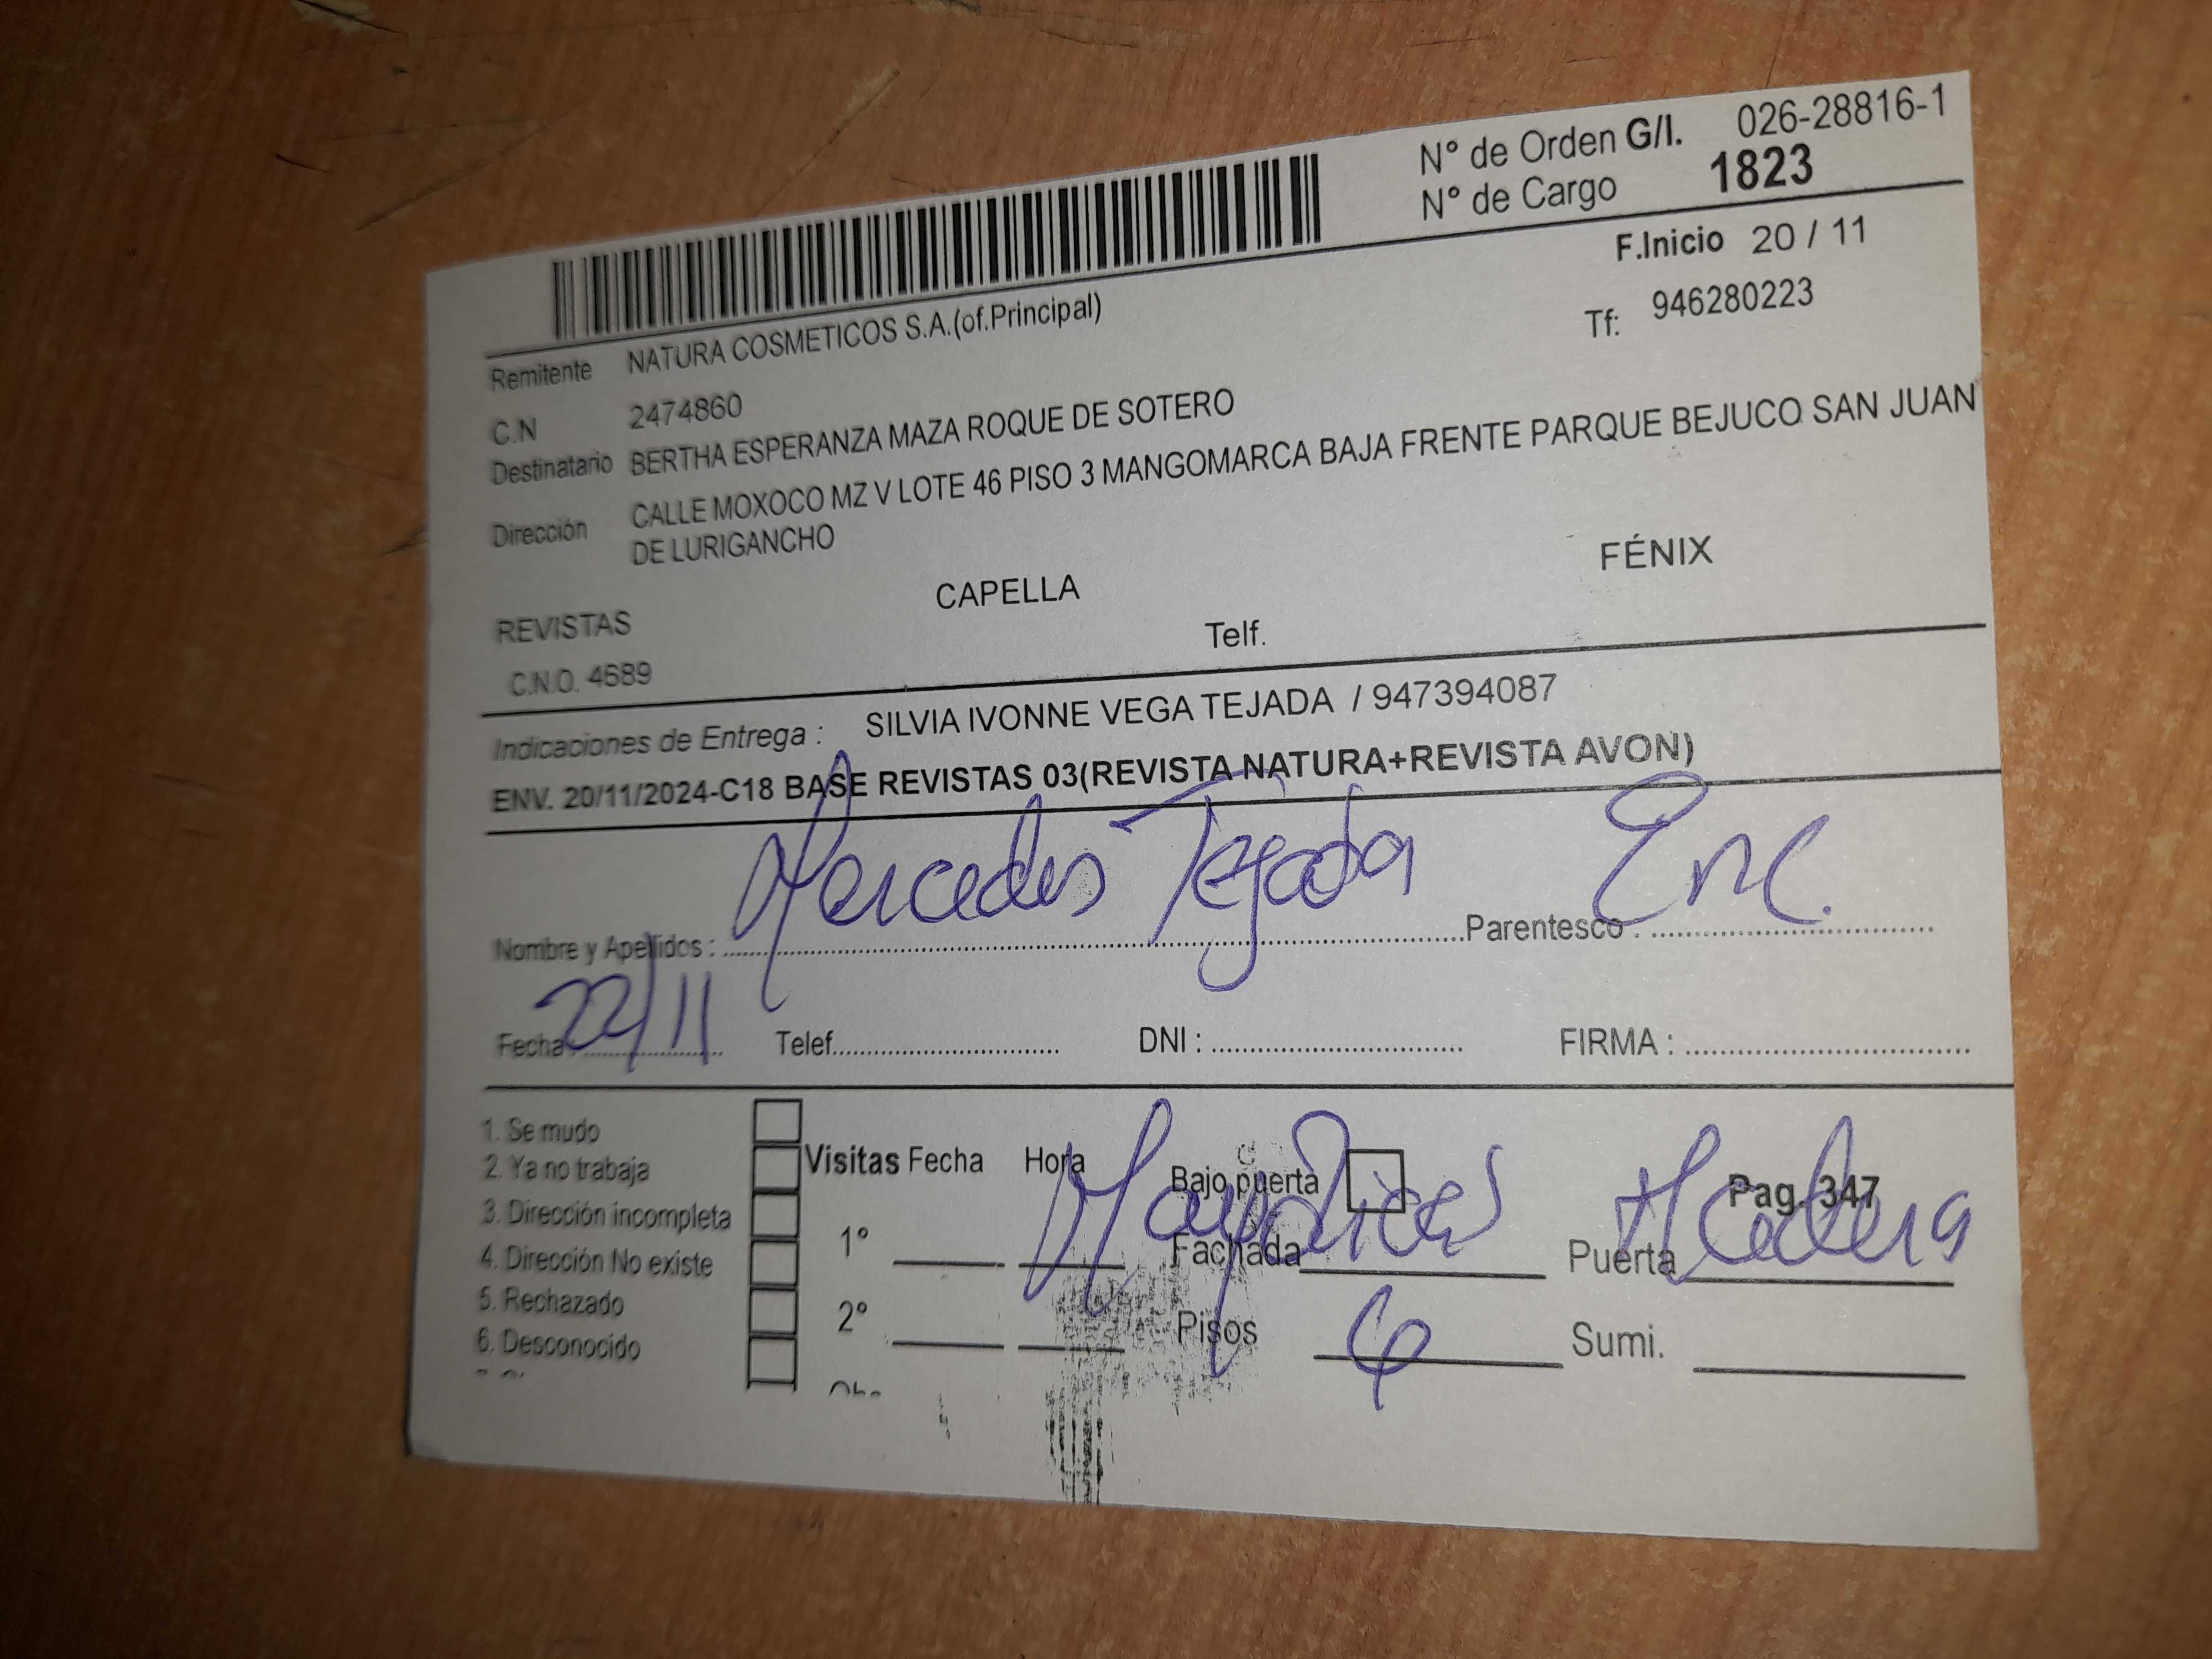 N° de Orden G/I. 026-28816-1
N° de Cargo 1823
F.Inicio 20 / 11
Remitente NATURA COSMETICOS S.A.(of.Principal)
Tf: 946280223
C.N 2474860
Destinatario BERTHA ESPERANZA MAZA ROQUE DE SOTERO
Dirección CALLE MOXOCO MZ V LOTE 46 PISO 3 MANGOMARCA BAJA FRENTE PARQUE BEJUCO SAN JUAN
DE LURIGANCHO
REVISTAS CAPELLA FÉNIX
C.N.O. 4689 Telf.
Indicaciones de Entrega : SILVIA IVONNE VEGA TEJADA / 947394087
ENV. 20/11/2024-C18 BASE REVISTAS 03(REVISTA NATURA+REVISTA AVON)
Nombre y Apellidos : Mercedes Tejada Parentesco : Enc.
Fecha : 22/11 Telef. DNI : FIRMA :
1. Se mudo
2. Ya no trabaja Visitas Fecha Hora Bajo puerta Pag. 347
3. Dirección incompleta
4. Dirección No existe 1° Fachada Mayólica Puerta
5. Rechazado
6. Desconocido 2° Pisos 4 Sumi.